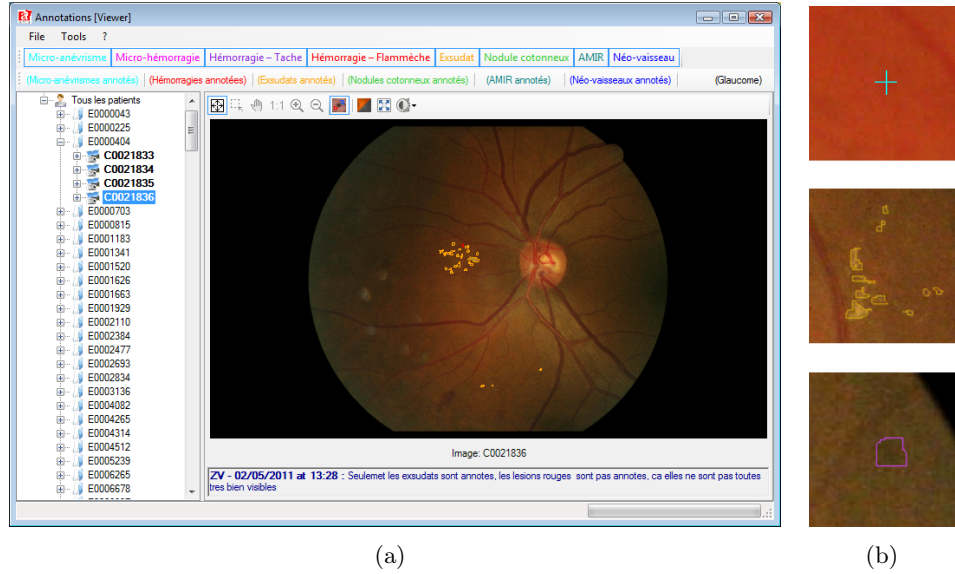 Annotations [Viewer]
File Tools ?
Micro-anévrisme Micro-hémorragie Hémorragie – Tache Hémorragie – Flammèche Exsudat Nodule cotonneux AMIR Néo-vaisseau
(Micro-anévrismes annotés) (Hémorragies annotées) (Exsudats annotés) (Nodules cotonneux annotés) (AMIR annotés) (Néo-vaisseaux annotés) (Glaucome)
Tous les patients
E0000043
E0000225
E0000404
C0021833
C0021834
C0021835
C0021836
E0000703
E0000815
E0001183
E0001341
E0001520
E0001626
E0001663
E0001929
E0002110
E0002384
E0002477
E0002693
E0002834
E0003136
E0004082
E0004265
E0004314
E0004512
E0005239
E0006265
E0006678
1:1
Image: C0021836
ZV - 02/05/2011 at 13:28 : Seulemet les exsudats sont annotes, les lesions rouges sont pas annotes, ca elles ne sont pas toutes
tres bien visibles
(a) (b)